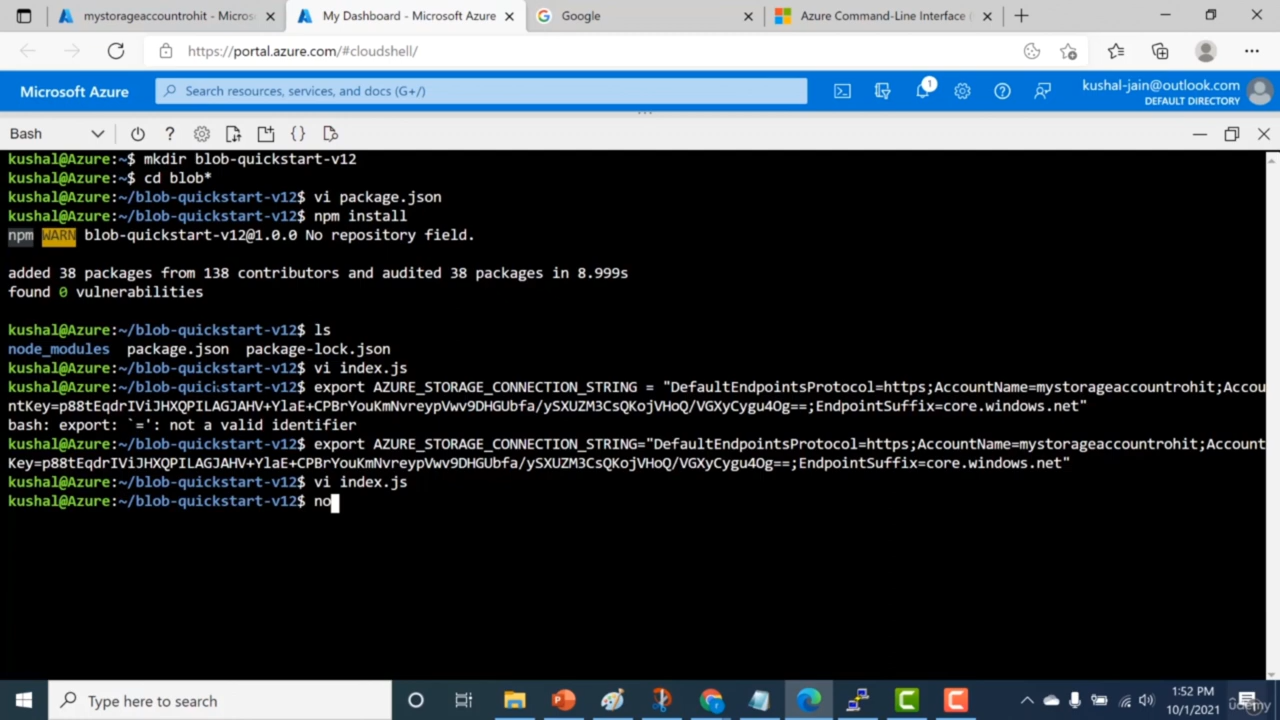 mystorageaccountrohit - Micros
My Dashboard - Microsoft Azure
Google
Azure Command-Line Interface (
https://portal.azure.com/#cloudshell/
Microsoft Azure
Search resources, services, and docs (G+/)
1
kushal-jain@outlook.com
DEFAULT DIRECTORY
Bash
kushal@Azure:~$ mkdir blob-quickstart-v12
kushal@Azure:~$ cd blob*
kushal@Azure:~/blob-quickstart-v12$ vi package.json
kushal@Azure:~/blob-quickstart-v12$ npm install
npm WARN blob-quickstart-v12@1.0.0 No repository field.
added 38 packages from 138 contributors and audited 38 packages in 8.999s
found 0 vulnerabilities
kushal@Azure:~/blob-quickstart-v12$ ls
node_modules package.json package-lock.json
kushal@Azure:~/blob-quickstart-v12$ vi index.js
kushal@Azure:~/blob-quickstart-v12$ export AZURE_STORAGE_CONNECTION_STRING = "DefaultEndpointsProtocol=https;AccountName=mystorageaccountrohit;Accou
ntKey=p88tEqdrIViJHXQPILAGJAHV+YlaE+CPBrYouKmNvreypVwv9DHGUbfa/ySXUZM3CsQKojVHoQ/VGXyCygu4Og==;EndpointSuffix=core.windows.net"
bash: export: `=': not a valid identifier
kushal@Azure:~/blob-quickstart-v12$ export AZURE_STORAGE_CONNECTION_STRING="DefaultEndpointsProtocol=https;AccountName=mystorageaccountrohit;Account
Key=p88tEqdrIViJHXQPILAGJAHV+YlaE+CPBrYouKmNvreypVwv9DHGUbfa/ySXUZM3CsQKojVHoQ/VGXyCygu4Og==;EndpointSuffix=core.windows.net"
kushal@Azure:~/blob-quickstart-v12$ vi index.js
kushal@Azure:~/blob-quickstart-v12$ no
Type here to search
1:52 PM
10/1/2021
udemy